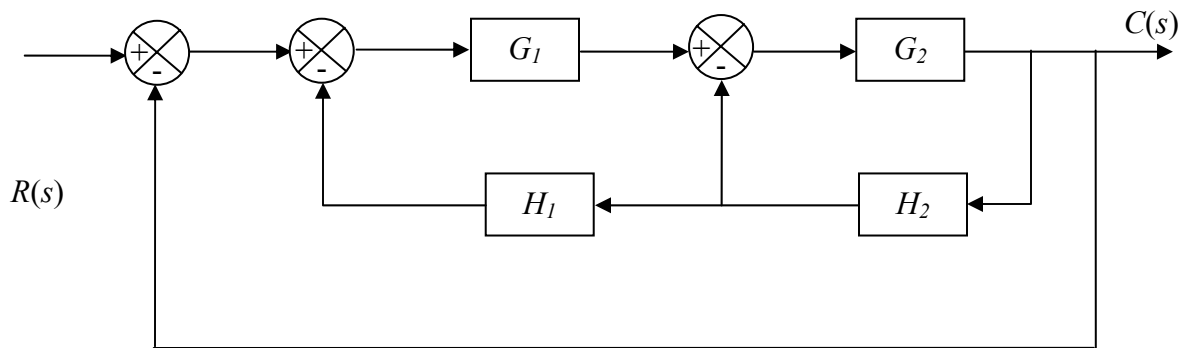 C(s)
+ - + - G1 + - G2
R(s) H1 H2